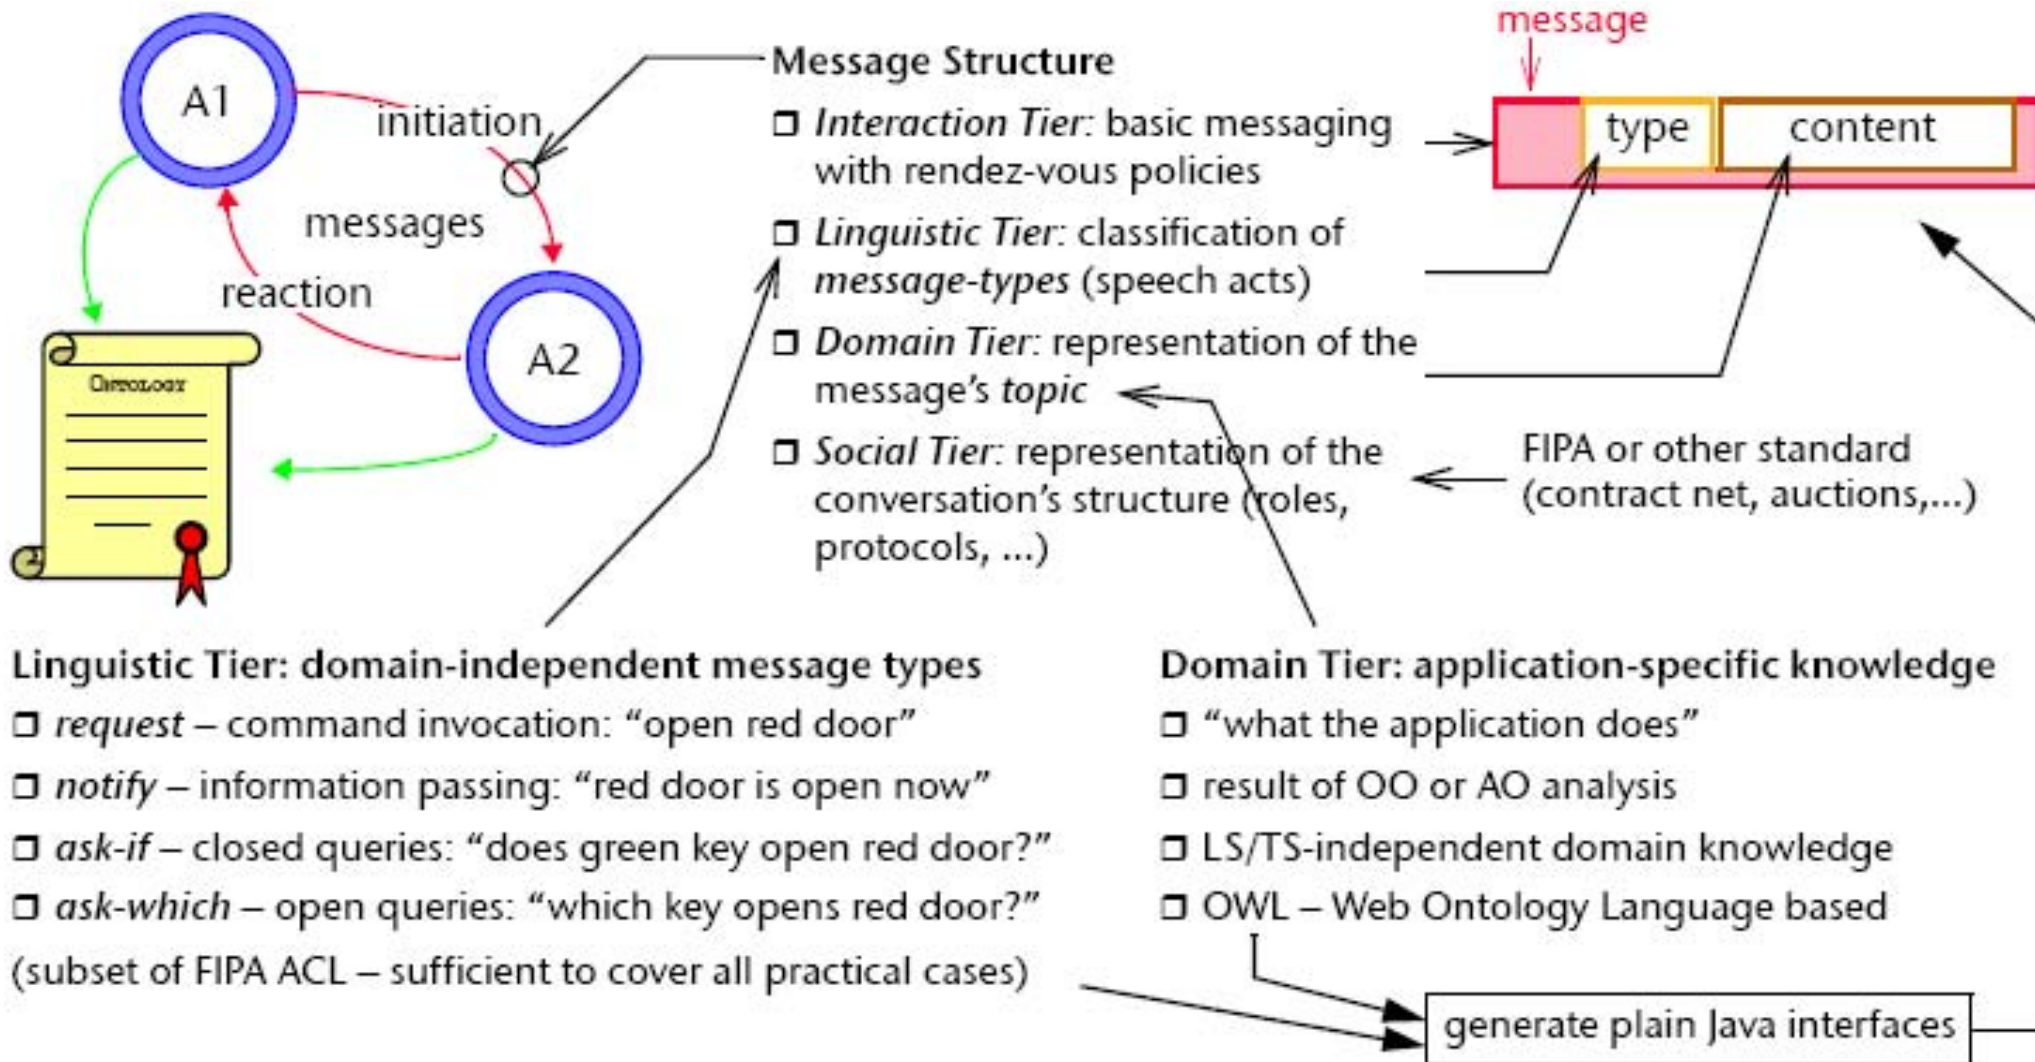 message
A1
initiation
messages
reaction
A2
Ontology
Message Structure
❒ Interaction Tier: basic messaging
with rendez-vous policies
❒ Linguistic Tier: classification of
message-types (speech acts)
❒ Domain Tier: representation of the
message's topic
❒ Social Tier: representation of the
conversation's structure (roles,
protocols, ...)
type
content
FIPA or other standard
(contract net, auctions,...)
Linguistic Tier: domain-independent message types
❒ request – command invocation: “open red door”
❒ notify – information passing: “red door is open now”
❒ ask-if – closed queries: “does green key open red door?”
❒ ask-which – open queries: “which key opens red door?”
(subset of FIPA ACL – sufficient to cover all practical cases)
Domain Tier: application-specific knowledge
❒ “what the application does”
❒ result of OO or AO analysis
❒ LS/TS-independent domain knowledge
❒ OWL – Web Ontology Language based
generate plain Java interfaces